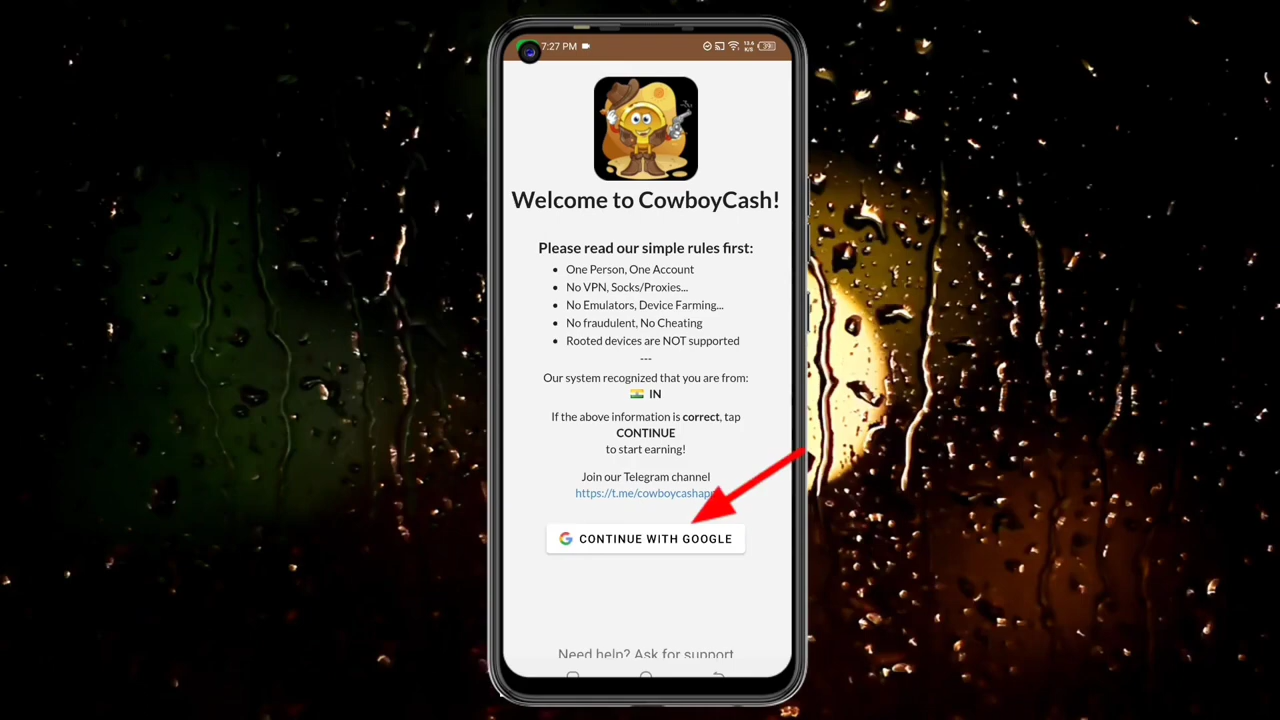 7:27 PM
13.6
K/S
Welcome to CowboyCash!
Please read our simple rules first:
• One Person, One Account
• No VPN, Socks/Proxies...
• No Emulators, Device Farming...
• No fraudulent, No Cheating
• Rooted devices are NOT supported
---
Our system recognized that you are from:
IN
If the above information is correct, tap
CONTINUE
to start earning!
Join our Telegram channel
https://t.me/cowboycashapp
CONTINUE WITH GOOGLE
Need help? Ask for support